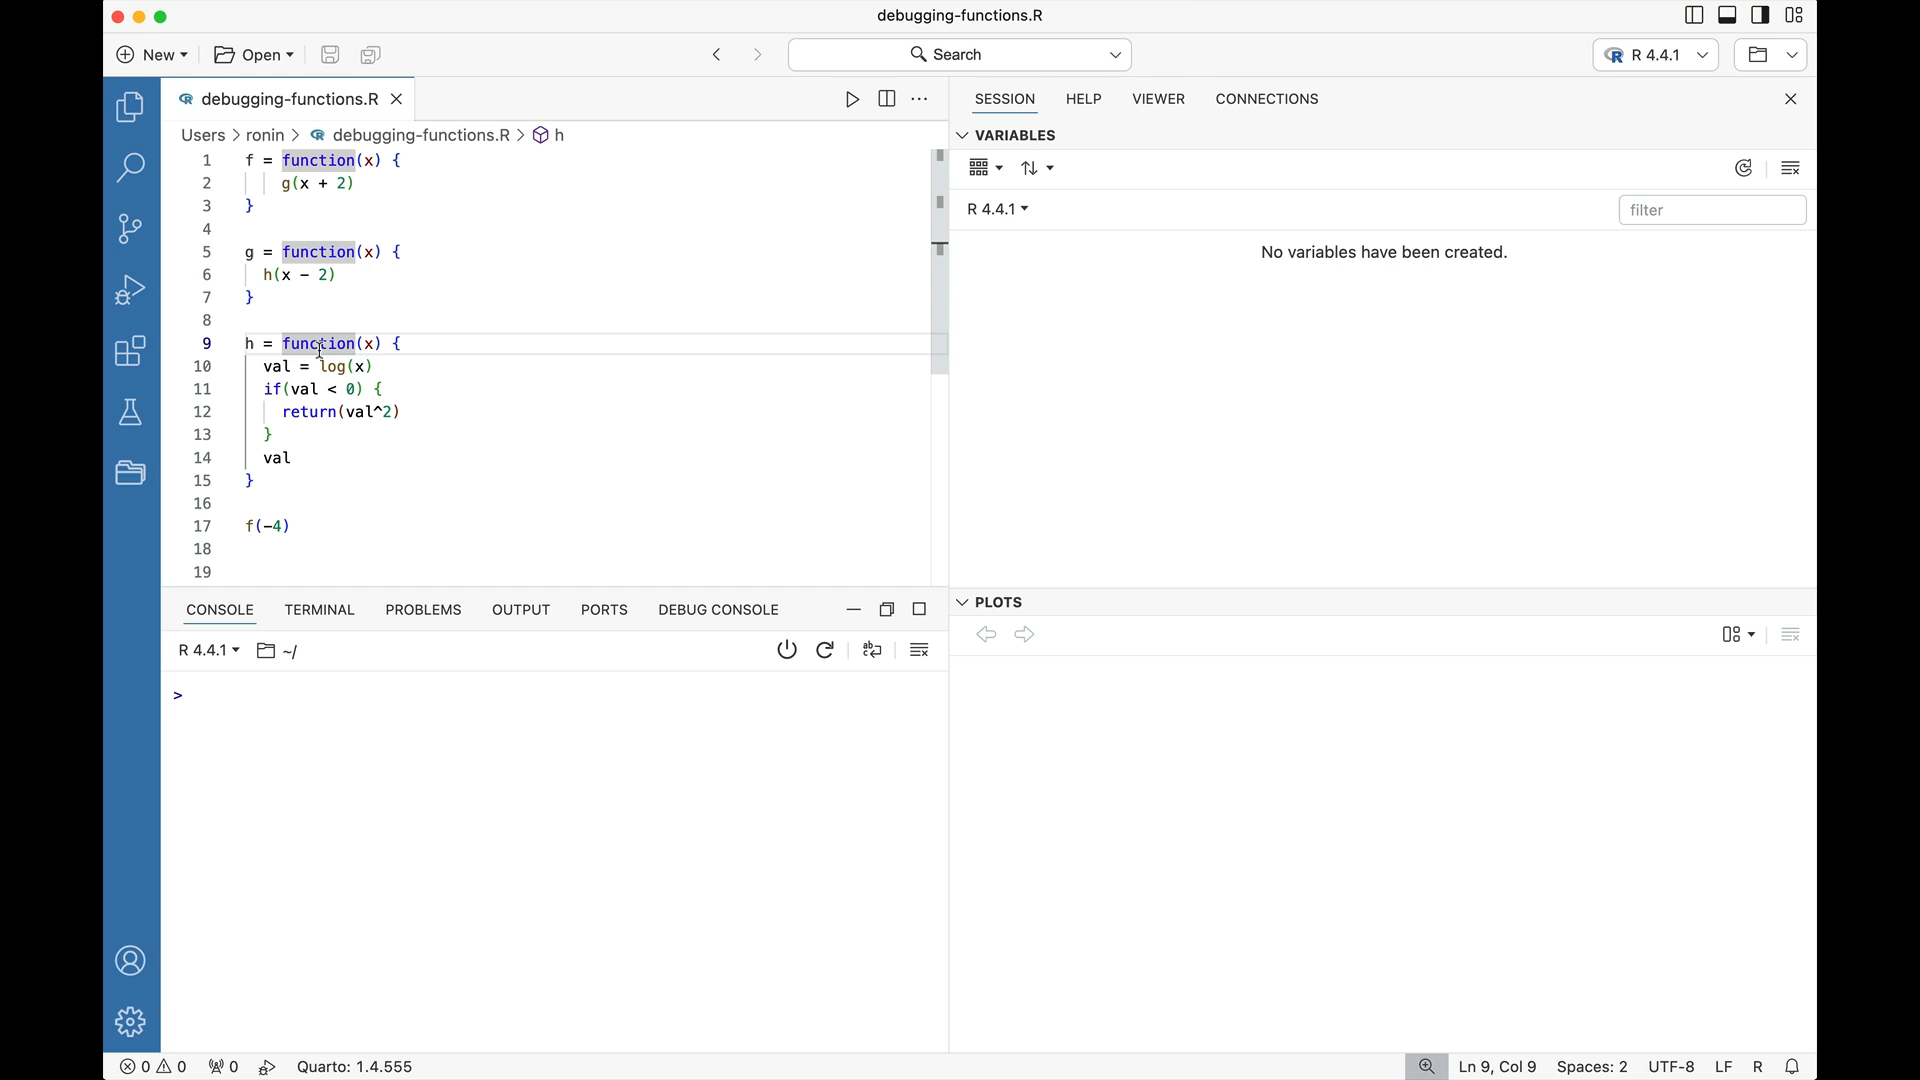 debugging-functions.R
New
Open
Search
R 4.4.1
debugging-functions.R
Users > ronin > debugging-functions.R > h
1 f = function(x) {
2 g(x + 2)
3 }
4
5 g = function(x) {
6 h(x - 2)
7 }
8
9 h = function(x) {
10 val = log(x)
11 if(val < 0) {
12 return(val^2)
13 }
14 val
15 }
16
17 f(-4)
18
19
SESSION HELP VIEWER CONNECTIONS
VARIABLES
R 4.4.1
filter
No variables have been created.
CONSOLE TERMINAL PROBLEMS OUTPUT PORTS DEBUG CONSOLE
R 4.4.1 ~/
>
PLOTS
0 0 0 Quarto: 1.4.555
Ln 9, Col 9 Spaces: 2 UTF-8 LF R